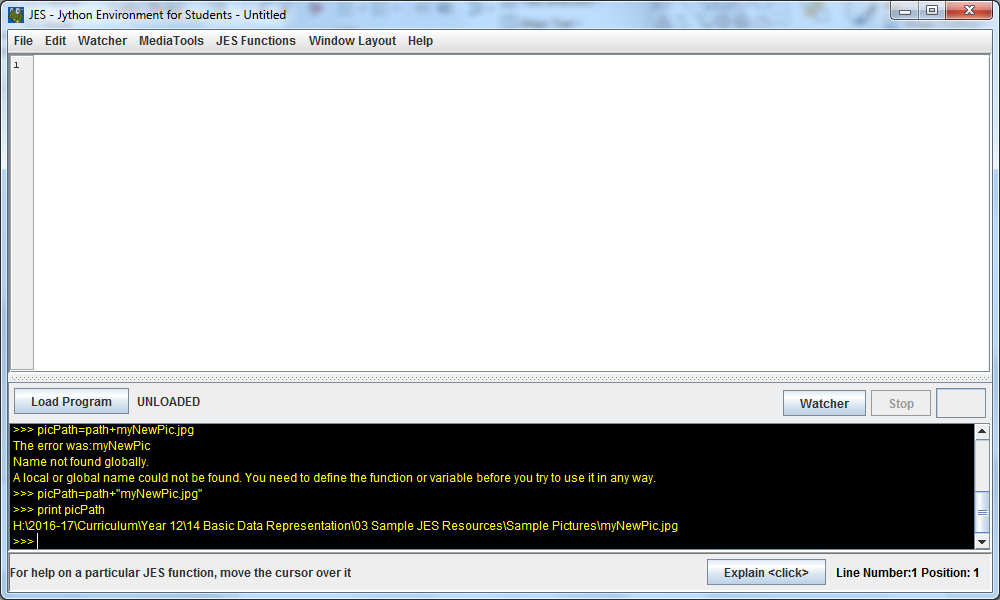 JES - Jython Environment for Students - Untitled
File Edit Watcher MediaTools JES Functions Window Layout Help
1
Load Program UNLOADED Watcher Stop
>>> picPath=path+myNewPic.jpg
The error was:myNewPic
Name not found globally.
A local or global name could not be found. You need to define the function or variable before you try to use it in any way.
>>> picPath=path+"myNewPic.jpg"
>>> print picPath
H:\2016-17\Curriculum\Year 12\14 Basic Data Representation\03 Sample JES Resources\Sample Pictures\myNewPic.jpg
>>>
For help on a particular JES function, move the cursor over it Explain <click> Line Number:1 Position: 1